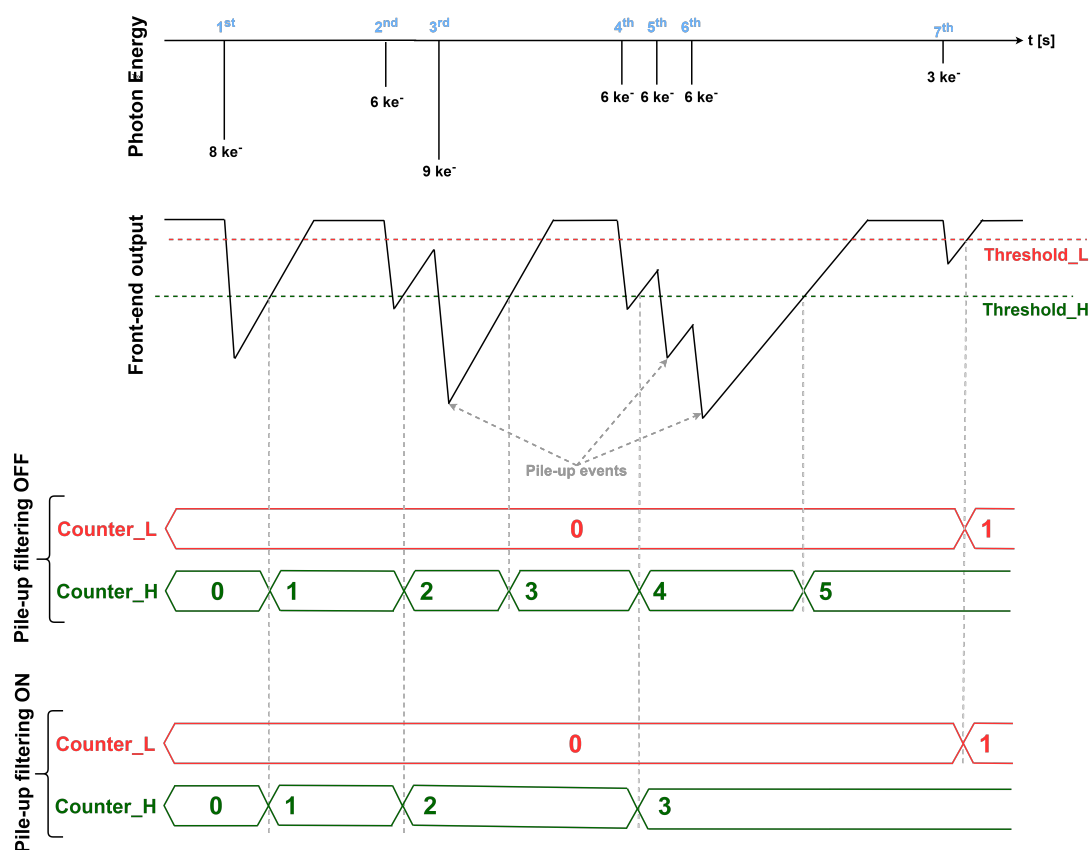 1st 2nd 3rd 4th 5th 6th 7th
t [s]
Photon Energy
8 ke-
6 ke-
9 ke-
6 ke- 6 ke- 6 ke-
3 ke-
Front-end output
Threshold_L
Threshold_H
Pile-up events
Pile-up filtering OFF
Counter_L 0 1
Counter_H 0 1 2 3 4 5
Pile-up filtering ON
Counter_L 0 1
Counter_H 0 1 2 3